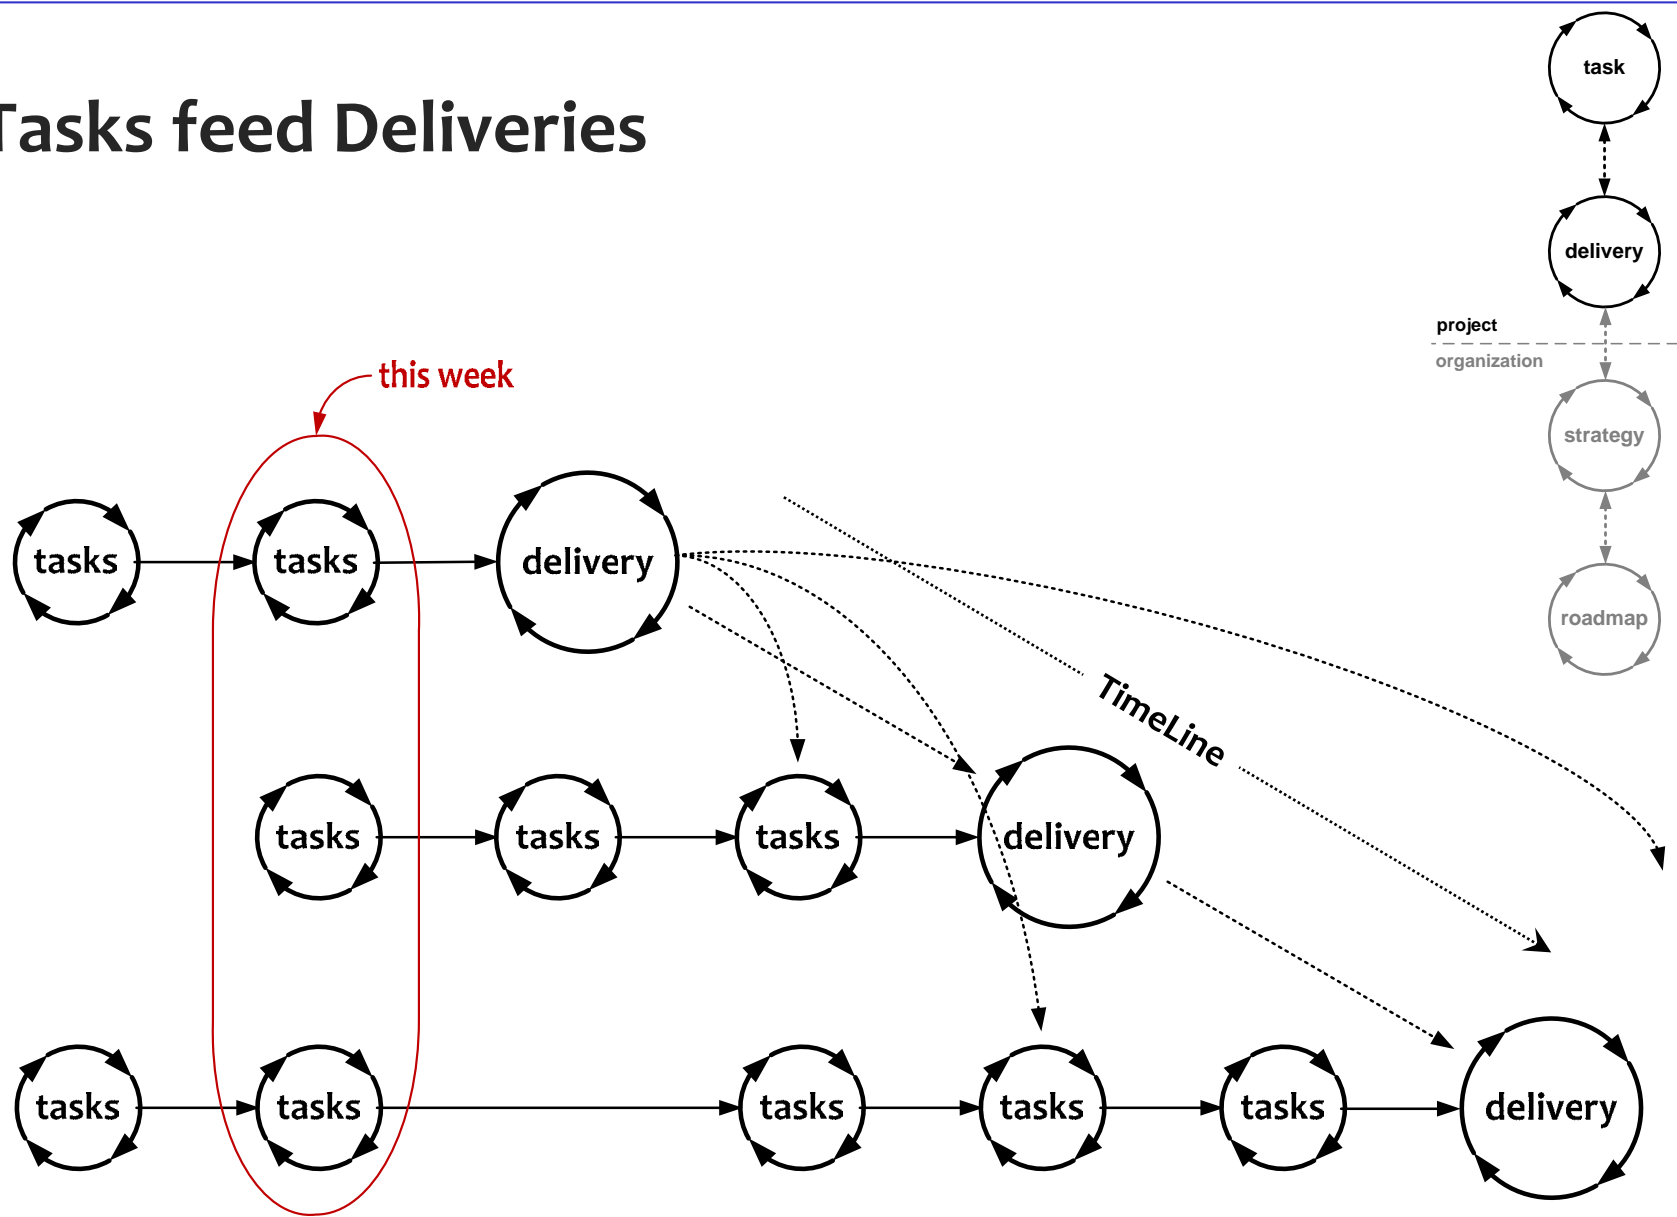 task
Tasks feed Deliveries
delivery
project
organization
this week
strategy
tasks tasks delivery
roadmap
TimeLine
tasks tasks tasks delivery
tasks tasks tasks tasks tasks delivery